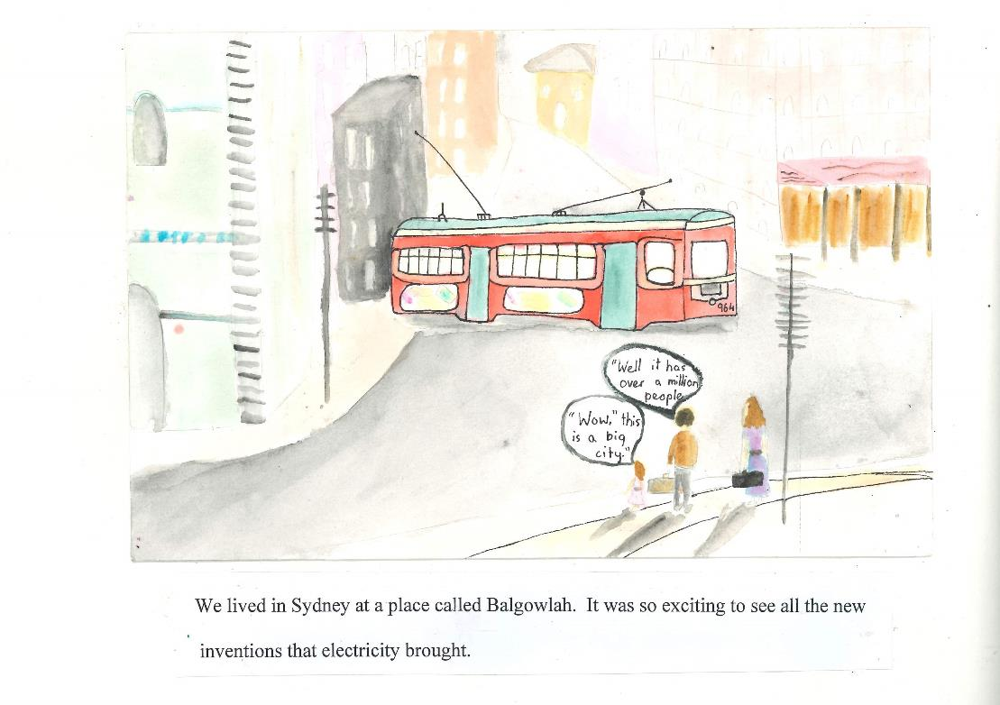 964
"Well it has
over a million
people
"Wow," this
is a big
city."
We lived in Sydney at a place called Balgowlah.  It was so exciting to see all the new
inventions that electricity brought.